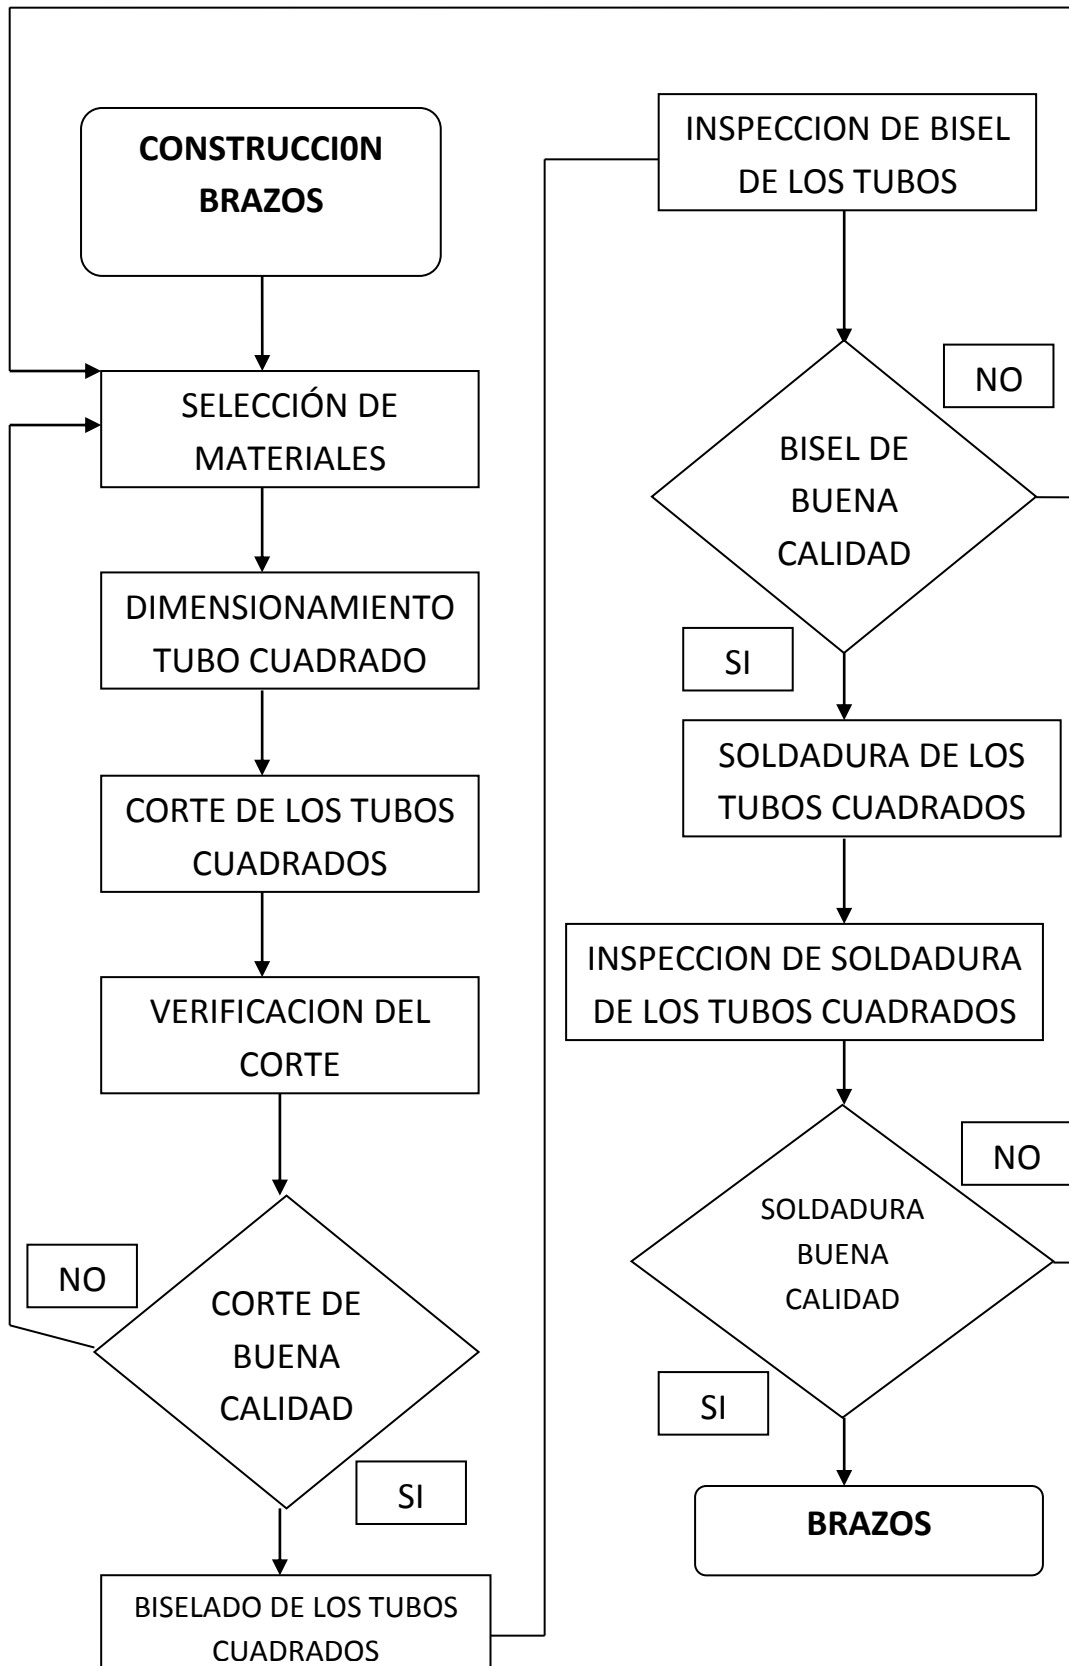 CONSTRUCCI0N
BRAZOS
SELECCIÓN DE
MATERIALES
DIMENSIONAMIENTO
TUBO CUADRADO
CORTE DE LOS TUBOS
CUADRADOS
VERIFICACION DEL
CORTE
NO
CORTE DE
BUENA
CALIDAD
SI
BISELADO DE LOS TUBOS
CUADRADOS
INSPECCION DE BISEL
DE LOS TUBOS
NO
BISEL DE
BUENA
CALIDAD
SI
SOLDADURA DE LOS
TUBOS CUADRADOS
INSPECCION DE SOLDADURA
DE LOS TUBOS CUADRADOS
NO
SOLDADURA
BUENA
CALIDAD
SI
BRAZOS